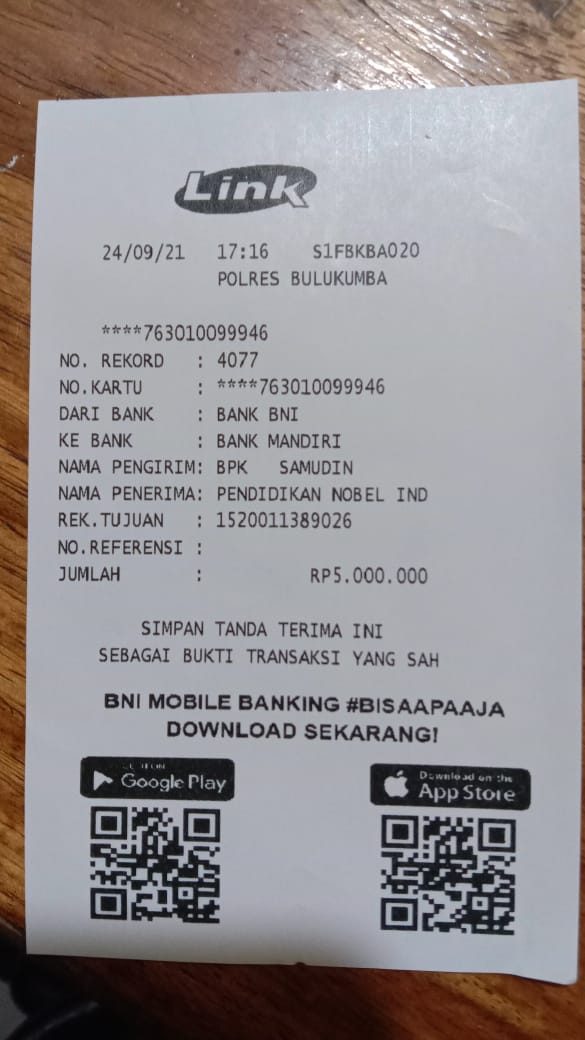 Link
24/09/21 17:16 S1FBKBA020
POLRES BULUKUMBA
****763010099946
NO. REKORD : 4077
NO.KARTU : ****763010099946
DARI BANK : BANK BNI
KE BANK : BANK MANDIRI
NAMA PENGIRIM: BPK SAMUDIN
NAMA PENERIMA: PENDIDIKAN NOBEL IND
REK.TUJUAN : 1520011389026
NO.REFERENSI :
JUMLAH : RP5.000.000
SIMPAN TANDA TERIMA INI
SEBAGAI BUKTI TRANSAKSI YANG SAH
BNI MOBILE BANKING #BISAAPAAJA
DOWNLOAD SEKARANG!
Google Play
Download on the
App Store